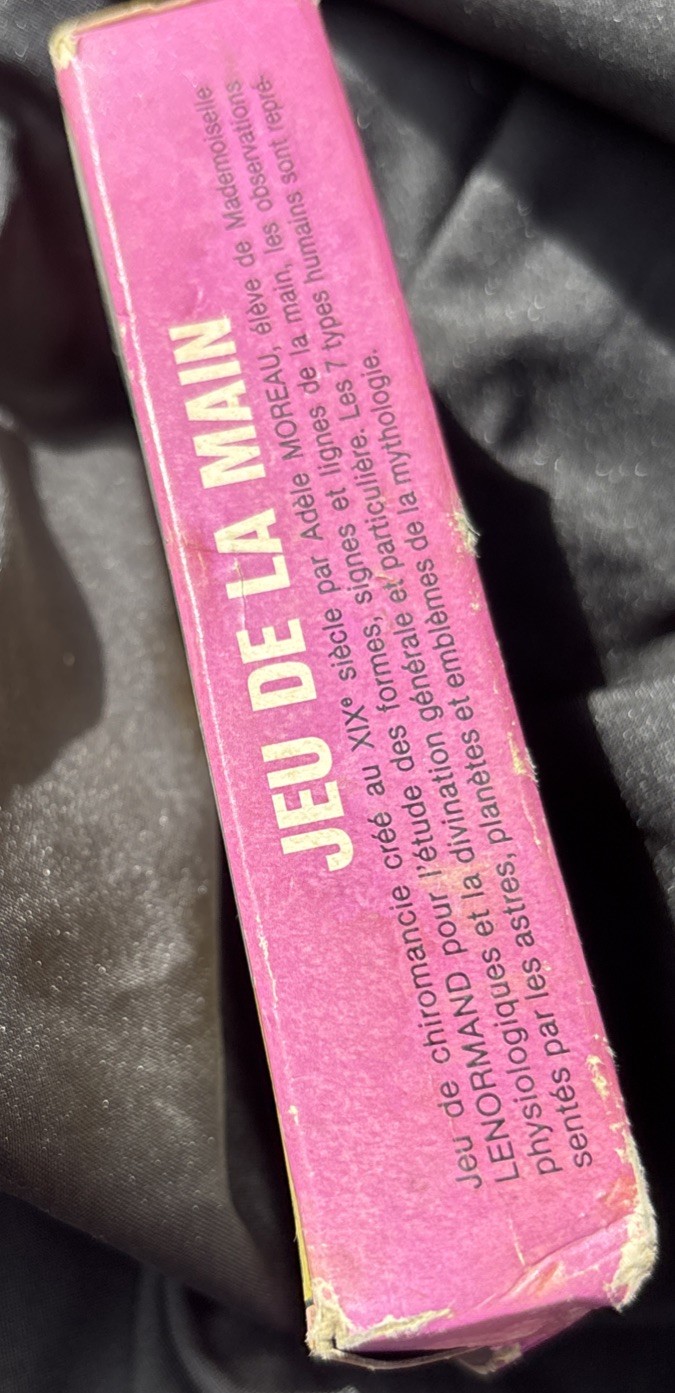 JEU DE LA MAIN
Jeu de chiromancie créé au XIXe siècle par Adèle MOREAU, élève de Mademoiselle
LENORMAND pour l'étude des formes, signes et lignes de la main, les observations
physiologiques et la divination générale et particulière. Les 7 types humains sont repré-
sentés par les astres, planètes et emblèmes de la mythologie.